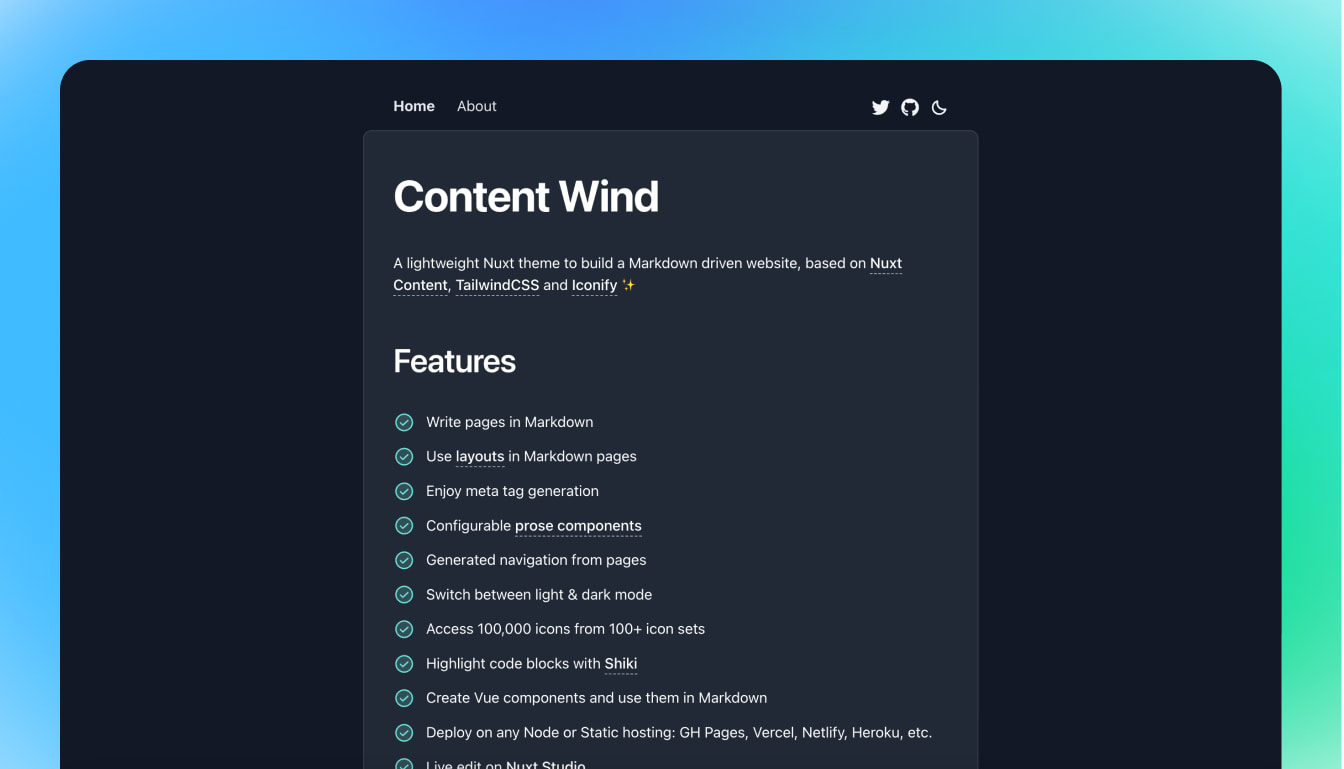 Home About
Content Wind
A lightweight Nuxt theme to build a Markdown driven website, based on Nuxt
Content, TailwindCSS and Iconify ✨
Features
Write pages in Markdown
Use layouts in Markdown pages
Enjoy meta tag generation
Configurable prose components
Generated navigation from pages
Switch between light & dark mode
Access 100,000 icons from 100+ icon sets
Highlight code blocks with Shiki
Create Vue components and use them in Markdown
Deploy on any Node or Static hosting: GH Pages, Vercel, Netlify, Heroku, etc.
Live edit on Nuxt Studio